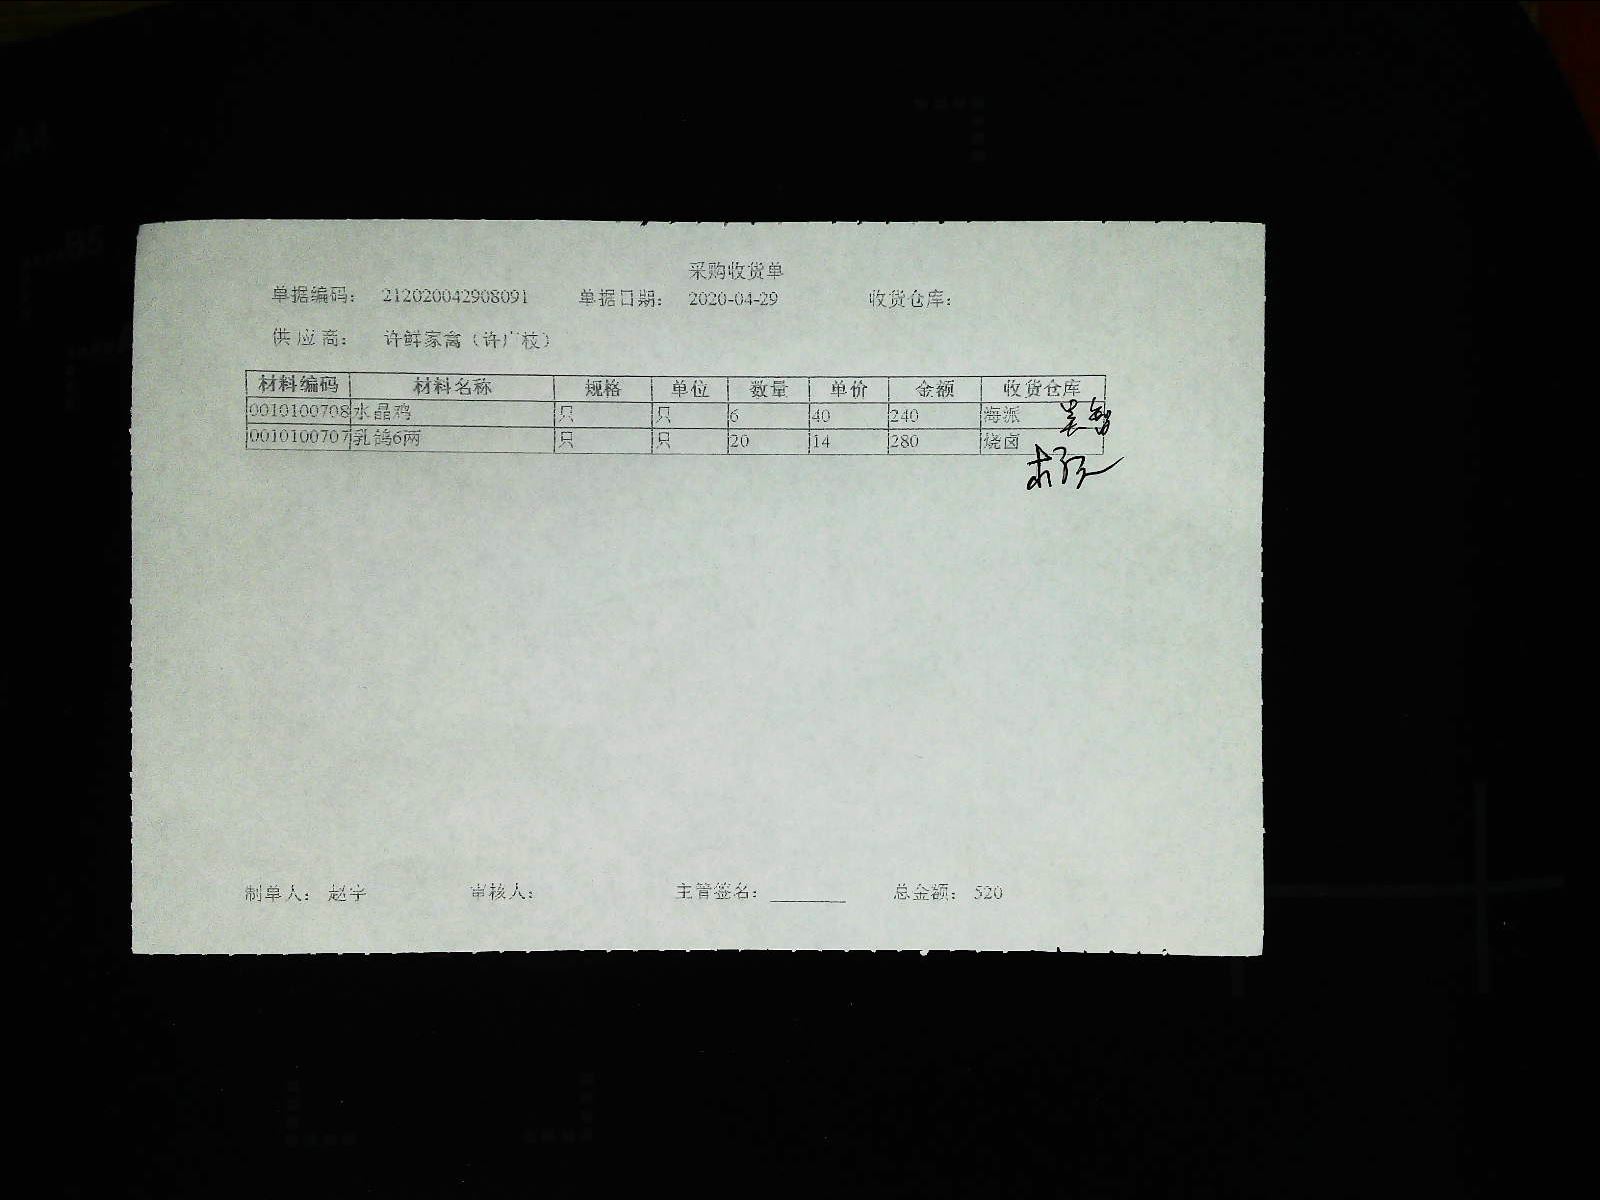 采购收货单
单据编码: 212020042908091 单据日期: 2020-04-29 收货仓库:
供应商: 许鲜家禽（许广枝）
材料编码 材料名称 规格 单位 数量 单价 金额 收货仓库
0010100708 水晶鸡 只 只 6 40 240 海派
0010100707 乳鸽6两 只 只 20 14 280 烧卤
制单人: 赵宇 审核人: 主管签名: ______ 总金额: 520